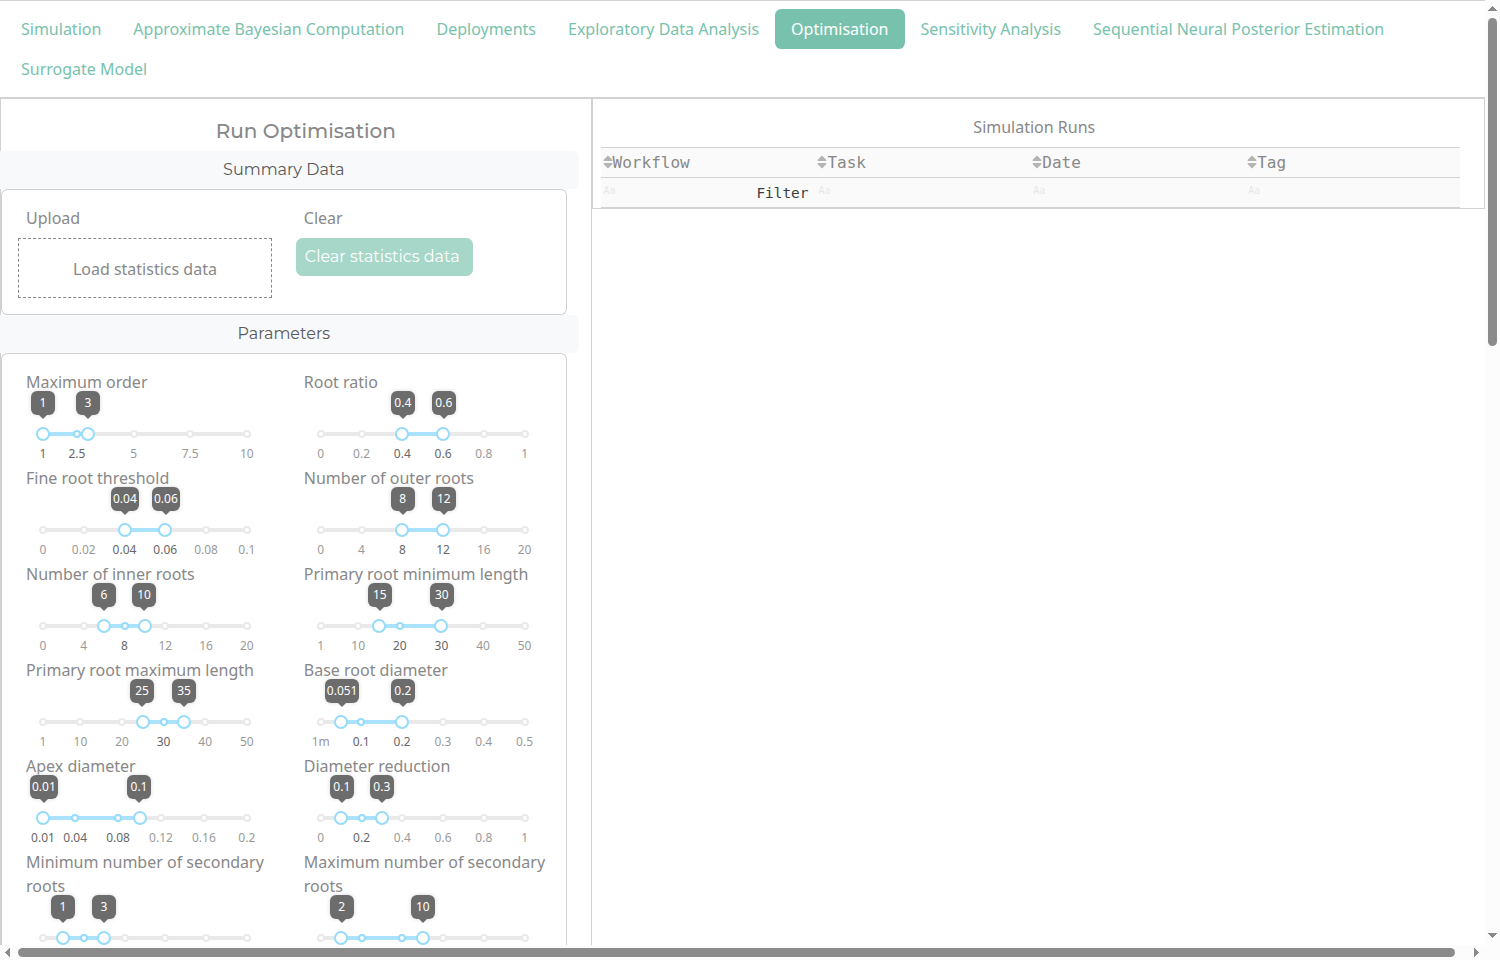 Simulation Approximate Bayesian Computation Deployments Exploratory Data Analysis Optimisation Sensitivity Analysis Sequential Neural Posterior Estimation
Surrogate Model
Run Optimisation
Summary Data
Upload Clear
Load statistics data Clear statistics data
Parameters
Maximum order Root ratio
1 3 0.4 0.6
1 2.5 5 7.5 10 0 0.2 0.4 0.6 0.8 1
Fine root threshold Number of outer roots
0.04 0.06 8 12
0 0.02 0.04 0.06 0.08 0.1 0 4 8 12 16 20
Number of inner roots Primary root minimum length
6 10 15 30
0 4 8 12 16 20 1 10 20 30 40 50
Primary root maximum length Base root diameter
25 35 0.051 0.2
1 10 20 30 40 50 1m 0.1 0.2 0.3 0.4 0.5
Apex diameter Diameter reduction
0.01 0.1 0.1 0.3
0.01 0.04 0.08 0.12 0.16 0.2 0 0.2 0.4 0.6 0.8 1
Minimum number of secondary roots Maximum number of secondary roots
1 3 2 10
Simulation Runs
Workflow Task Date Tag
Aa Filter Aa Aa Aa